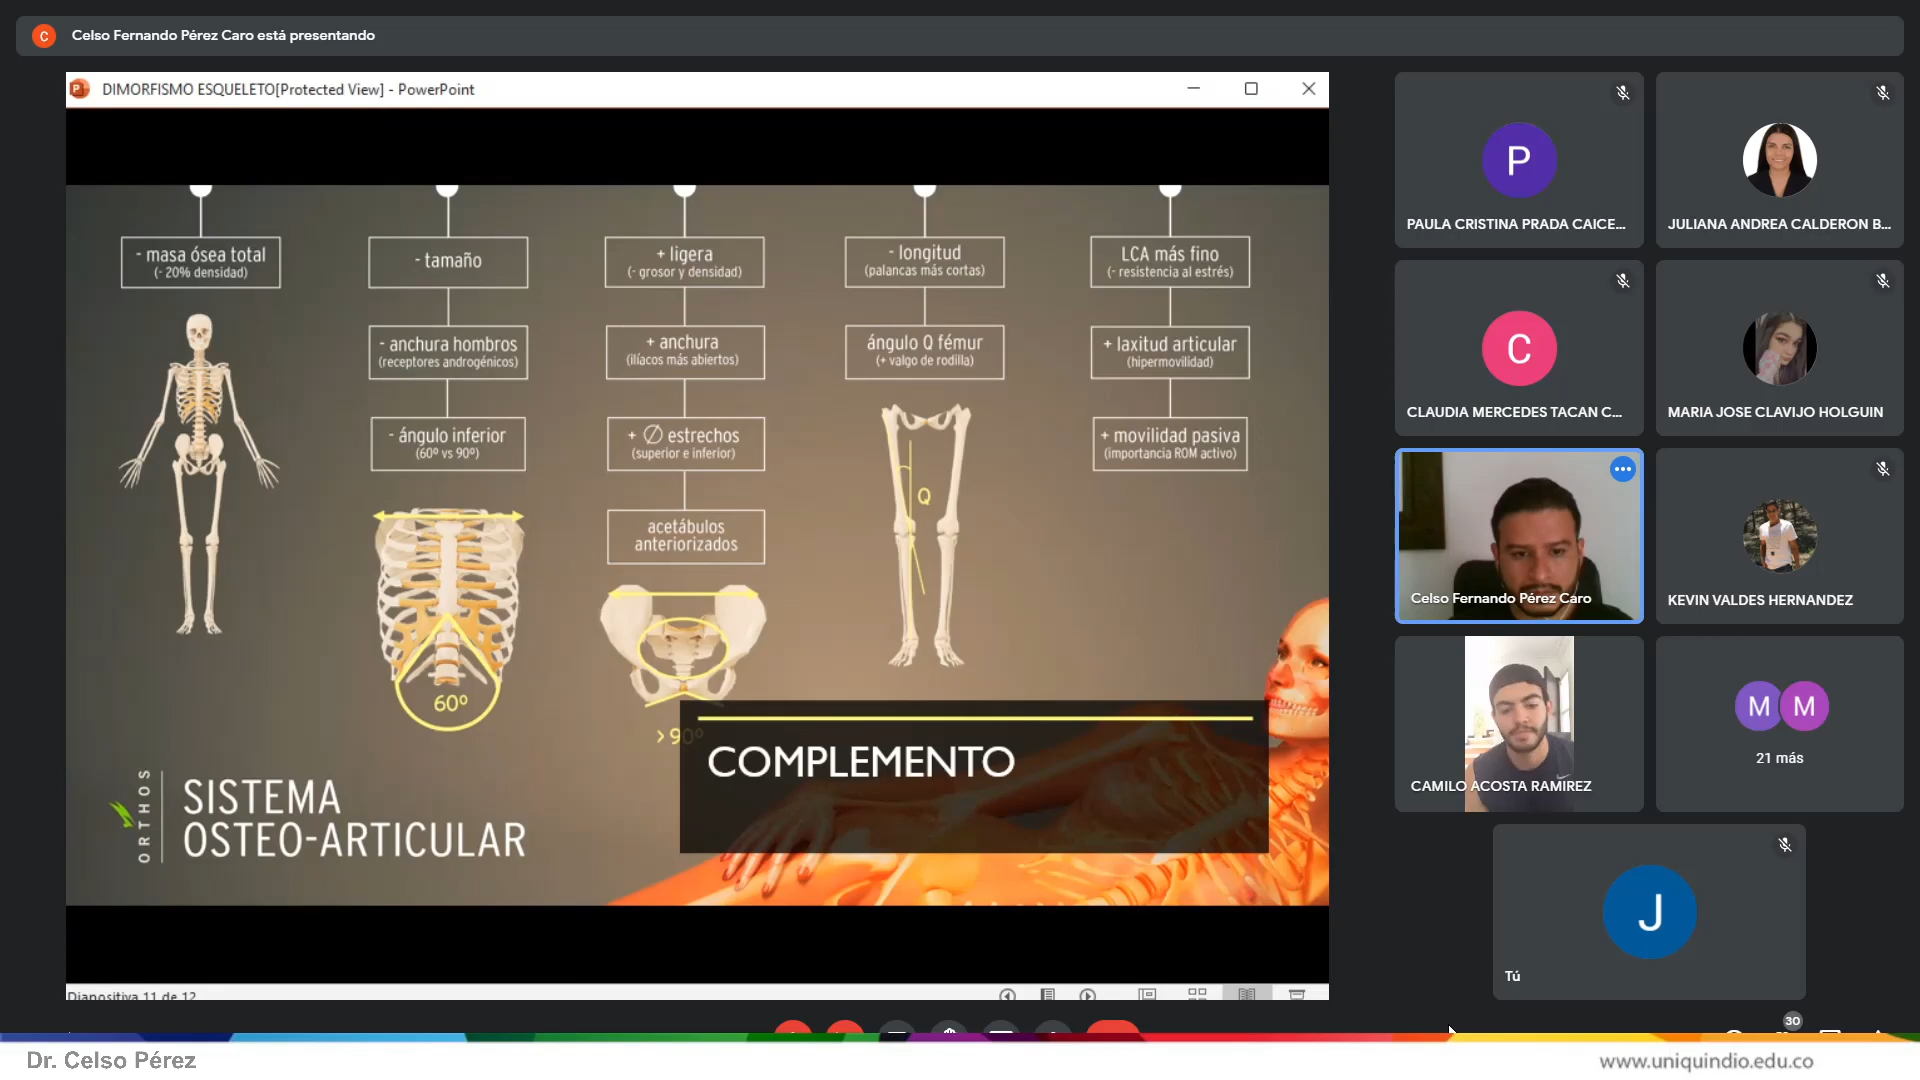 C
Celso Fernando Pérez Caro está presentando
DIMORFISMO ESQUELETO[Protected View] - PowerPoint
- masa ósea total
(- 20% densidad)
- tamaño
- anchura hombros
(receptores androgénicos)
- ángulo inferior
(60º vs 90º)
60º
+ ligera
(- grosor y densidad)
+ anchura
(ilíacos más abiertos)
+ ∅ estrechos
(superior e inferior)
acetábulos
anteriorizados
> 90º
- longitud
(palancas más cortas)
ángulo Q fémur
(+ valgo de rodilla)
Q
LCA más fino
(- resistencia al estrés)
+ laxitud articular
(hipermovilidad)
+ movilidad pasiva
(importancia ROM activo)
COMPLEMENTO
ORTHOS
SISTEMA
OSTEO-ARTICULAR
Diapositiva 11 de 12
P
PAULA CRISTINA PRADA CAICE...
JULIANA ANDREA CALDERON B...
C
CLAUDIA MERCEDES TACAN C...
MARIA JOSE CLAVIJO HOLGUIN
Celso Fernando Pérez Caro
KEVIN VALDES HERNANDEZ
CAMILO ACOSTA RAMIREZ
M M
21 más
J
Tú
30
Dr. Celso Pérez
www.uniquindio.edu.co